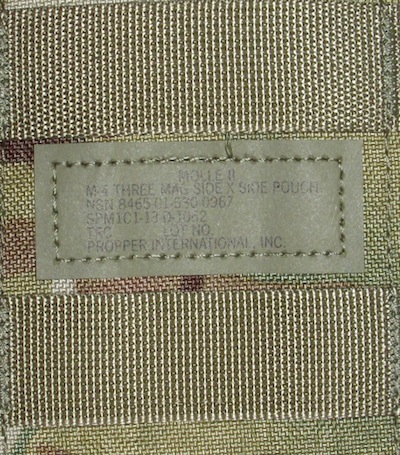 MOLLE II
M-4 THREE MAG SIDE X SIDE POUCH
NSN 8465-01-530-0967
SPM1C1-13-D-1062
TSC LOT NO.
PROPPER INTERNATIONAL, INC.